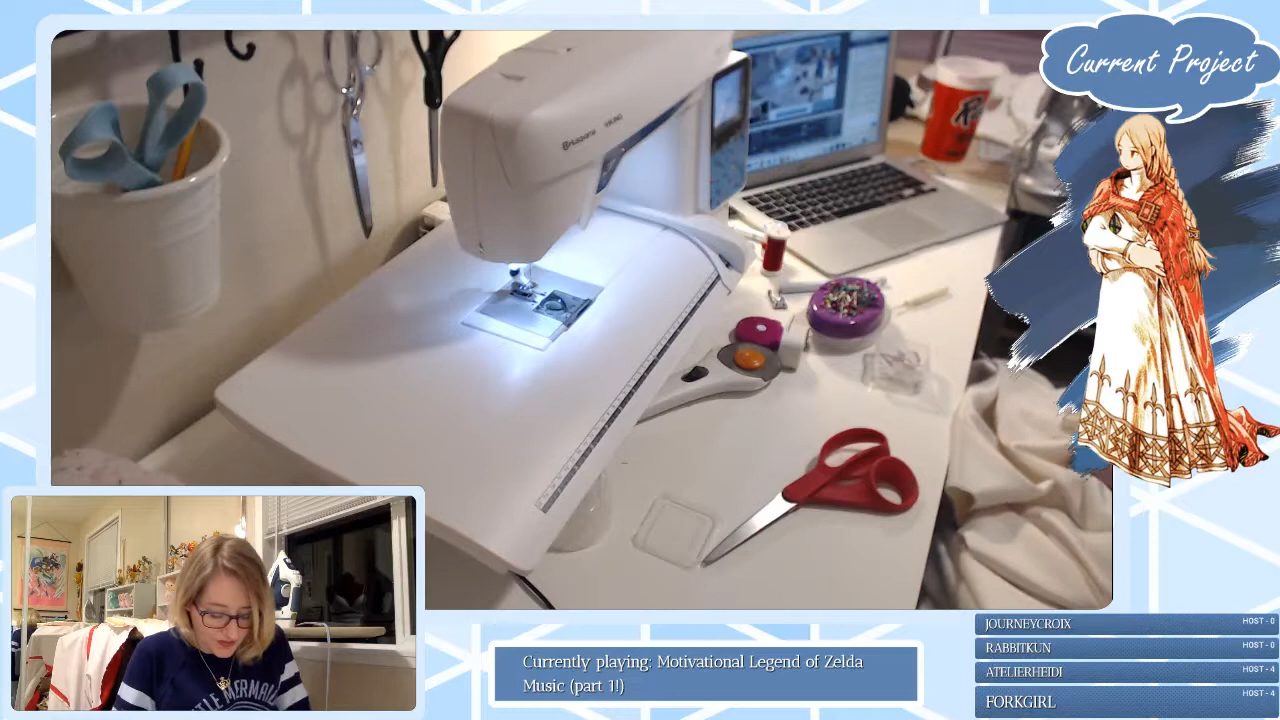 Current Project
Husqvarna VIKING
Currently playing: Motivational Legend of Zelda
Music (part 1!)
JOURNEYCROIX HOST - 0
RABBITKUN HOST - 0
ATELIERHEIDI HOST - 4
FORKGIRL HOST - 4